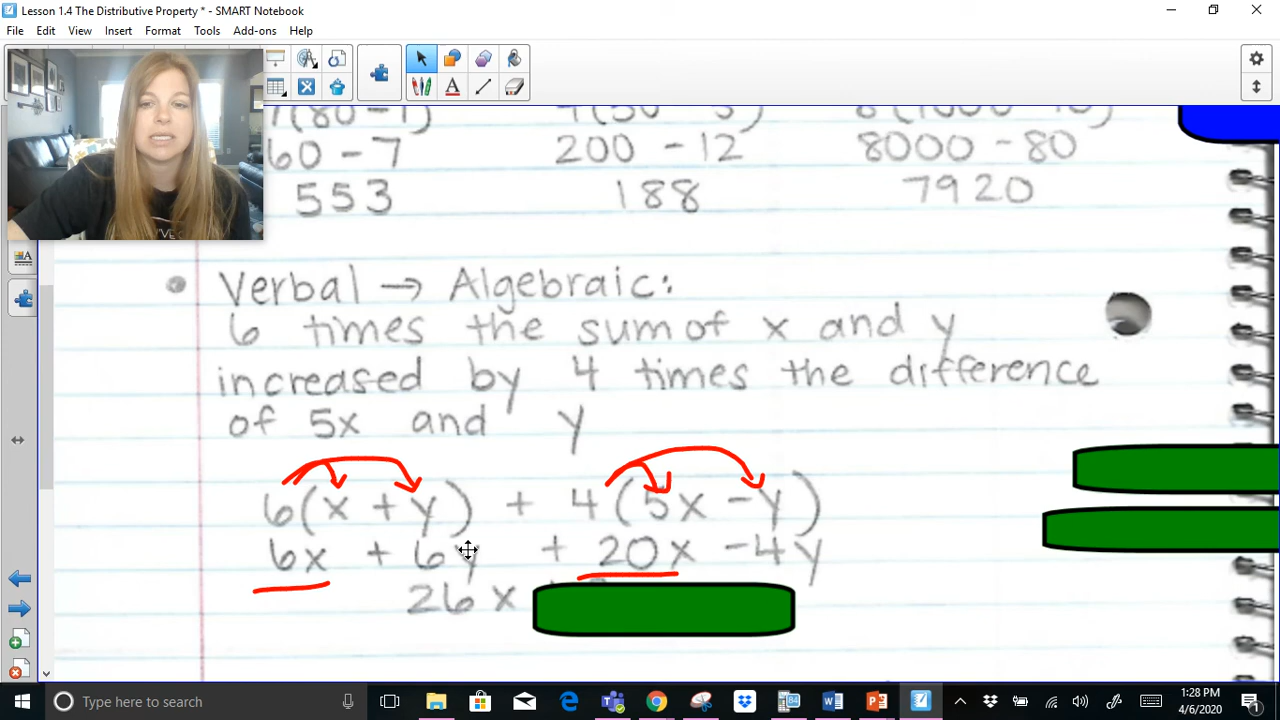 Lesson 1.4 The Distributive Property * - SMART Notebook
File Edit View Insert Format Tools Add-ons Help
60 - 7 200 - 12 8000 - 80
553 188 7920
Verbal → Algebraic:
6 times the sum of x and y
increased by 4 times the difference
of 5x and y
6(x + y) + 4(5x - y)
6x + 6y + 20x - 4y
26x
Type here to search
1:28 PM
4/6/2020